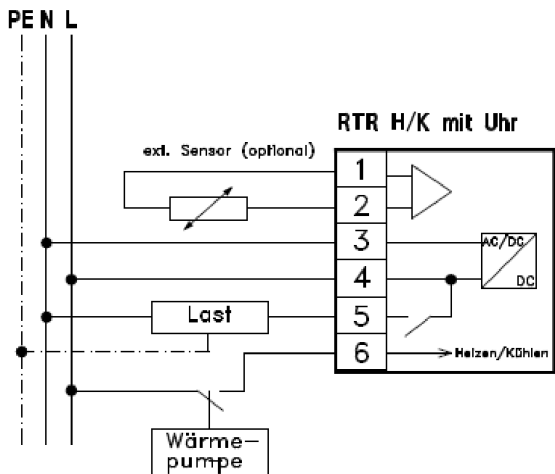 PE N L
RTR H/K mit Uhr
ext. Sensor (optional)
1
2
3
AC/DC
4
DC
Last
5
6
Heizen/Kühlen
Wärme-
pumpe